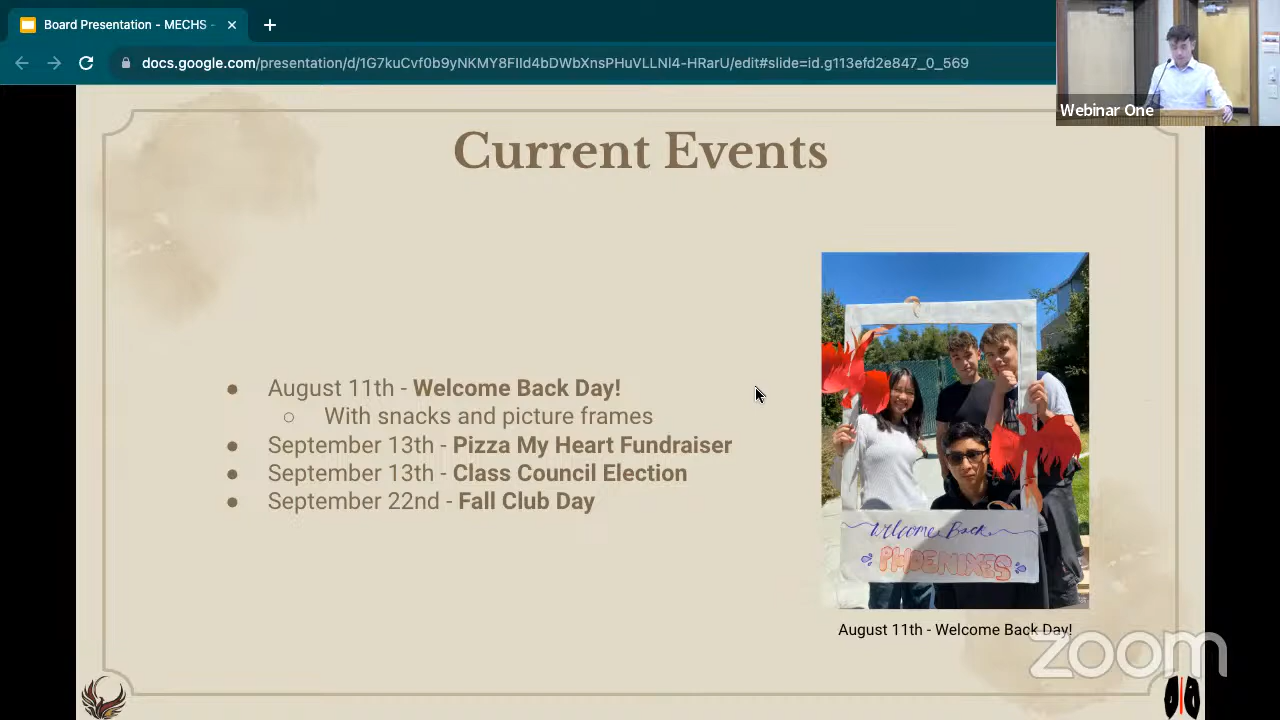 Board Presentation - MECHS -
docs.google.com/presentation/d/1G7kuCvf0b9yNKMY8FIId4bDWbXnsPHuVLLNI4-HRarU/edit#slide=id.g113efd2e847_0_569
Webinar One
Current Events
August 11th - Welcome Back Day!
With snacks and picture frames
September 13th - Pizza My Heart Fundraiser
September 13th - Class Council Election
September 22nd - Fall Club Day
Welcome Back
PHOENIXES
August 11th - Welcome Back Day!
zoom